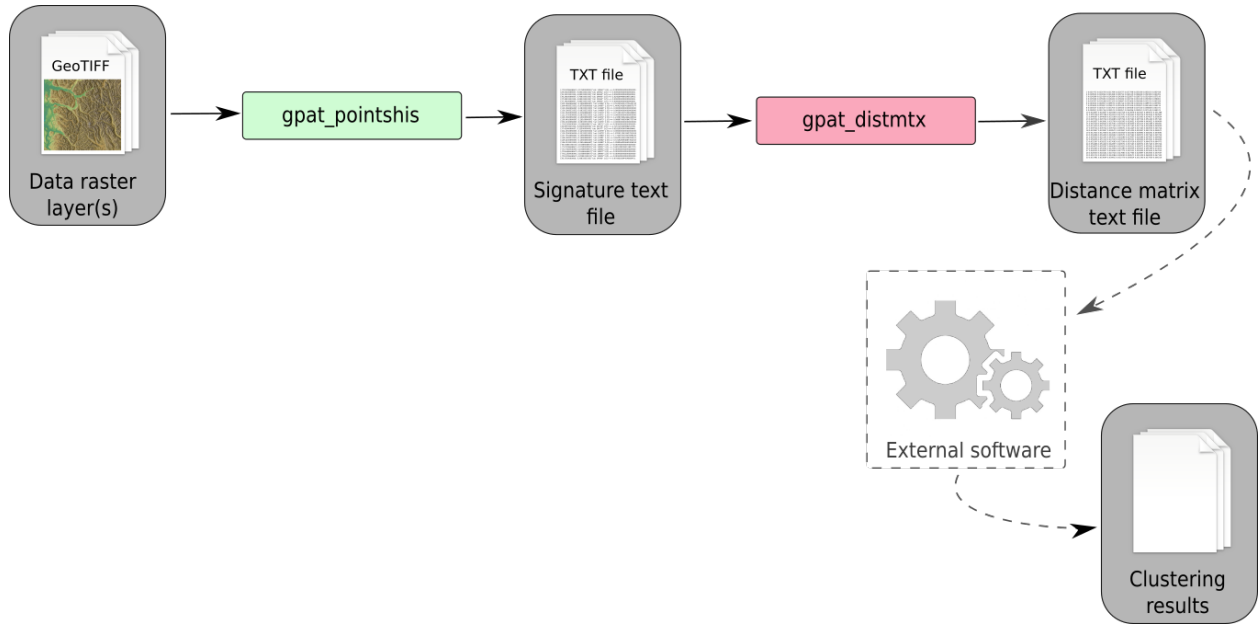 GeoTIFF
Data raster
layer(s)
gpat_pointshis
TXT file
Signature text
file
gpat_distmtx
TXT file
Distance matrix
text file
External software
Clustering
results